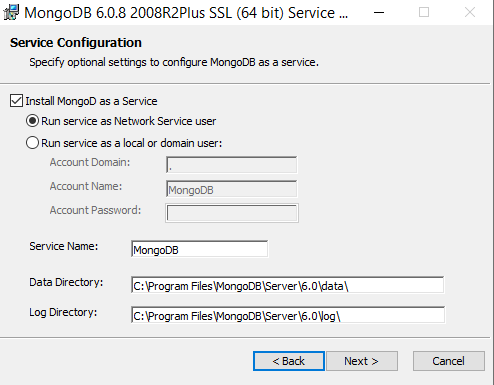 MongoDB 6.0.8 2008R2Plus SSL (64 bit) Service ...
Service Configuration
Specify optional settings to configure MongoDB as a service.
Install MongoD as a Service
Run service as Network Service user
Run service as a local or domain user:
Account Domain: .
Account Name: MongoDB
Account Password:
Service Name: MongoDB
Data Directory: C:\Program Files\MongoDB\Server\6.0\data\
Log Directory: C:\Program Files\MongoDB\Server\6.0\log\
< Back Next > Cancel